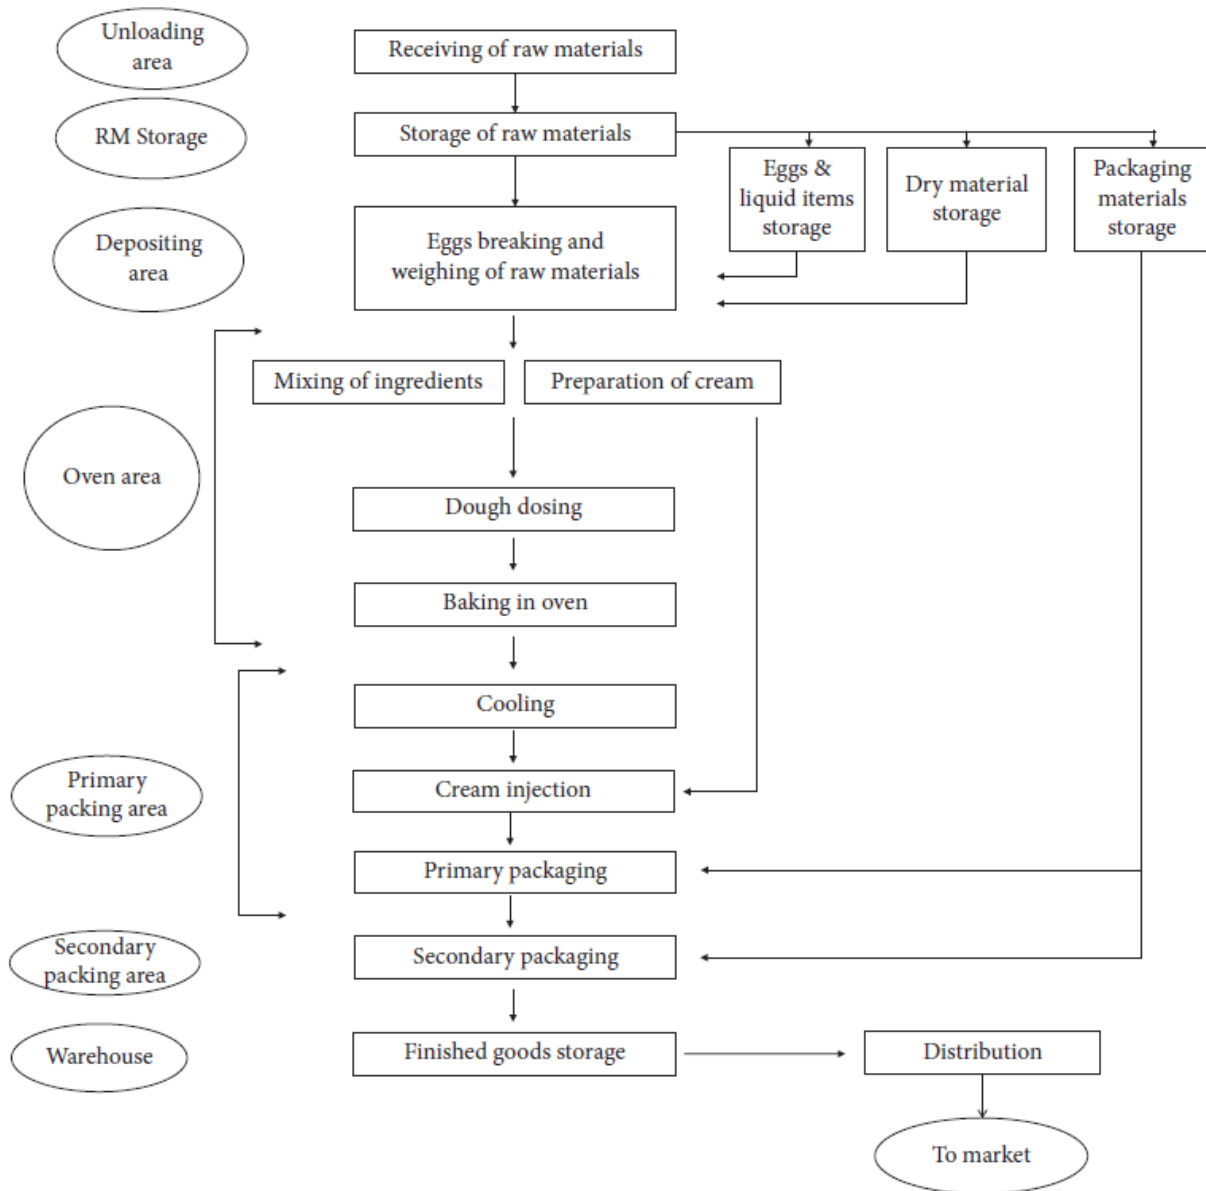 Unloading
area
Receiving of raw materials
RM Storage
Storage of raw materials
Eggs &
liquid items
storage
Dry material
storage
Packaging
materials
storage
Depositing
area
Eggs breaking and
weighing of raw materials
Mixing of ingredients
Preparation of cream
Oven area
Dough dosing
Baking in oven
Cooling
Primary
packing area
Cream injection
Primary packaging
Secondary
packing area
Secondary packaging
Warehouse
Finished goods storage
Distribution
To market